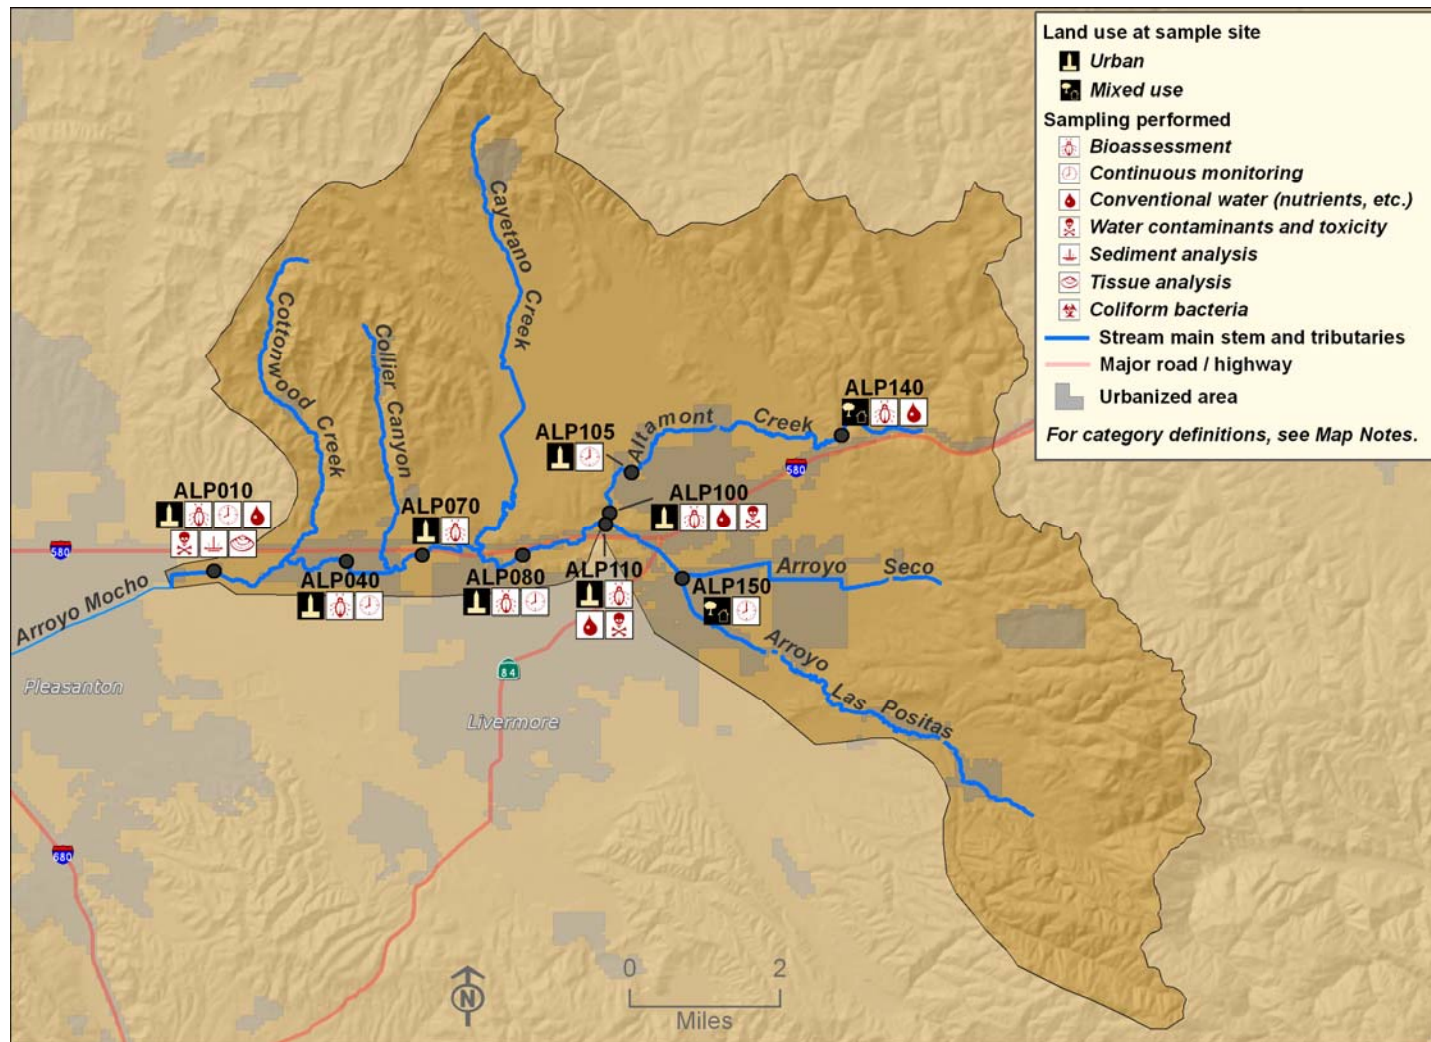 Land use at sample site
Urban
Mixed use
Sampling performed
Bioassessment
Continuous monitoring
Conventional water (nutrients, etc.)
Water contaminants and toxicity
Sediment analysis
Tissue analysis
Coliform bacteria
Stream main stem and tributaries
Major road / highway
Urbanized area
For category definitions, see Map Notes.
Cayetano Creek
Cottonwood Creek
Collier Canyon
ALP140
Altamont Creek
ALP105
580
ALP010
ALP070
ALP100
580
Arroyo Mocho
ALP040
ALP080
ALP110
ALP150
Arroyo Seco
Arroyo Las Positas
Pleasanton
84
Livermore
680
N
0 2
Miles